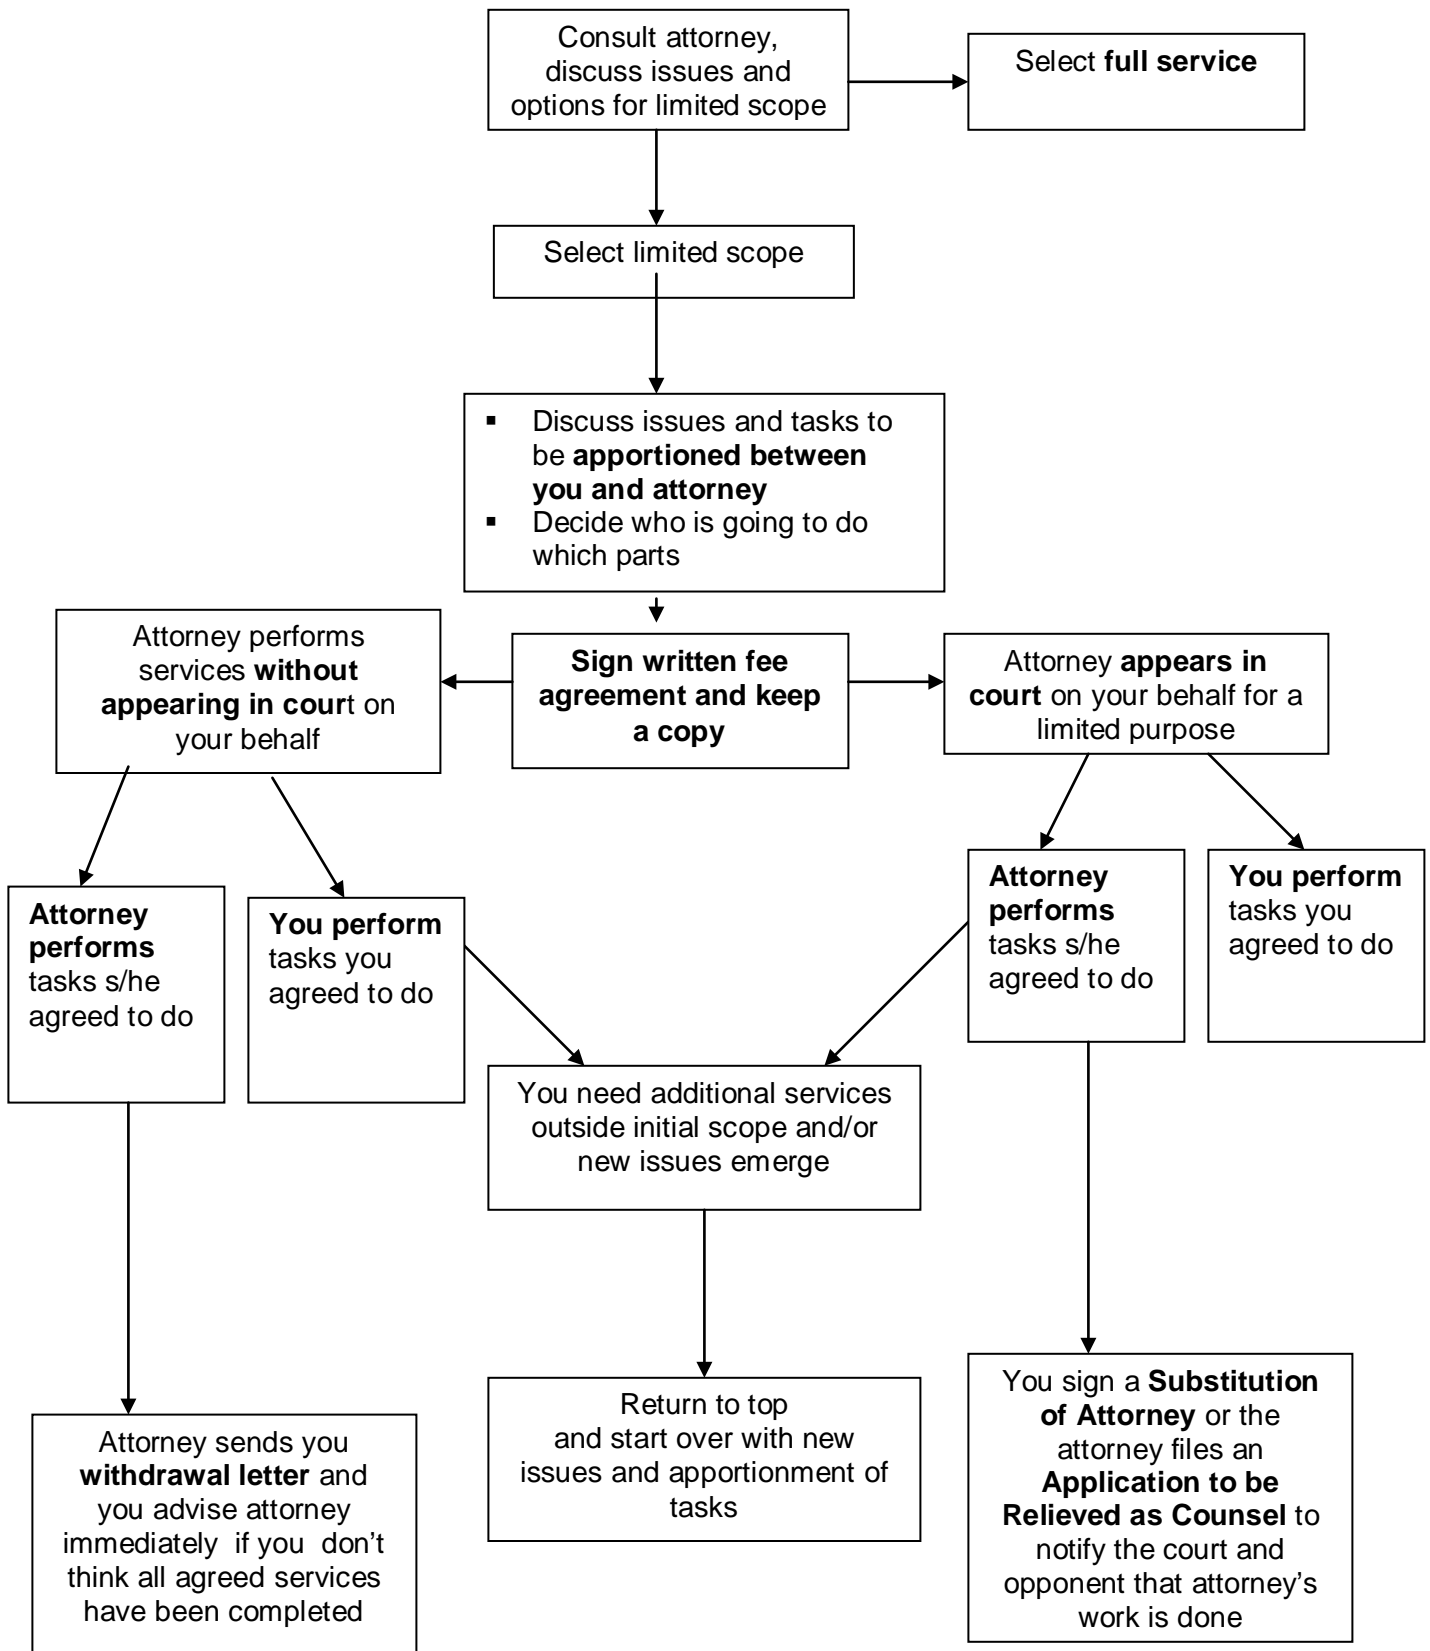 Consult attorney,
discuss issues and
options for limited scope
Select full service
Select limited scope
▪ Discuss issues and tasks to
be apportioned between
you and attorney
▪ Decide who is going to do
which parts
Attorney performs
services without
appearing in court on
your behalf
Sign written fee
agreement and keep
a copy
Attorney appears in
court on your behalf for a
limited purpose
Attorney
performs
tasks s/he
agreed to do
You perform
tasks you
agreed to do
Attorney
performs
tasks s/he
agreed to do
You perform
tasks you
agreed to do
You need additional services
outside initial scope and/or
new issues emerge
Attorney sends you
withdrawal letter and
you advise attorney
immediately if you don’t
think all agreed services
have been completed
Return to top
and start over with new
issues and apportionment of
tasks
You sign a Substitution
of Attorney or the
attorney files an
Application to be
Relieved as Counsel to
notify the court and
opponent that attorney’s
work is done